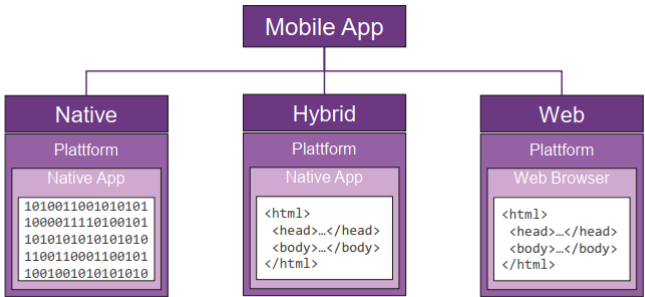 Mobile App
Native
Plattform
Native App
1010011001010101
1000011110100101
1010101010101010
1100110001100101
1001001010101010
Hybrid
Plattform
Native App
<html>
<head>…</head>
<body>…</body>
</html>
Web
Plattform
Web Browser
<html>
<head>…</head>
<body>…</body>
</html>